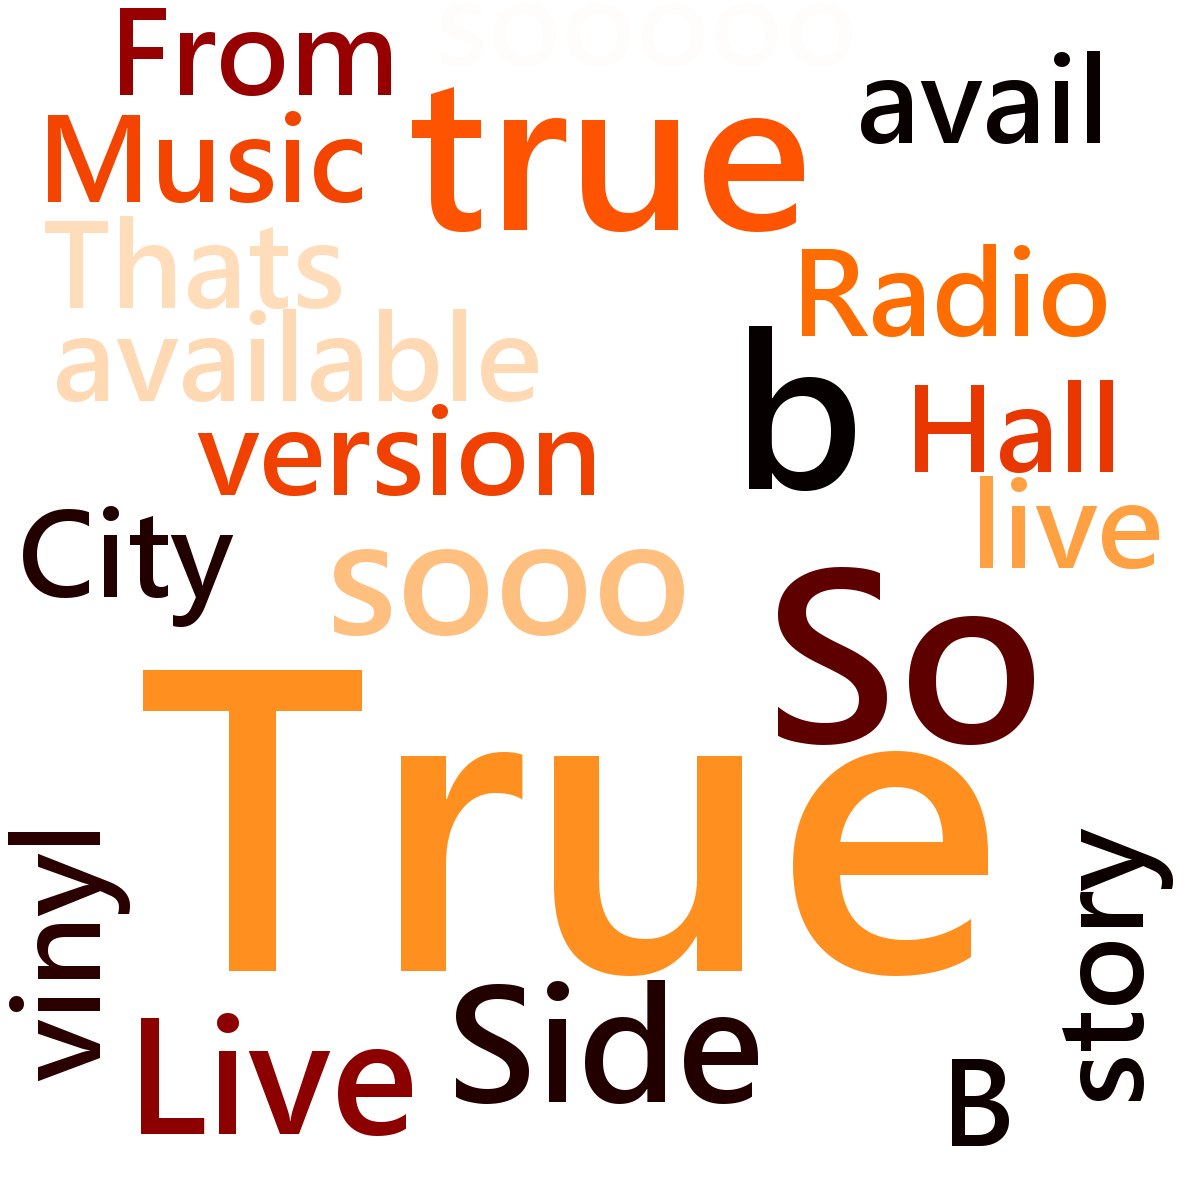 From
sooooo
avail
Music
true
Thats
Radio
available
b
Hall
version
live
City
sooo
So
True
vinyl
story
Side
Live
B